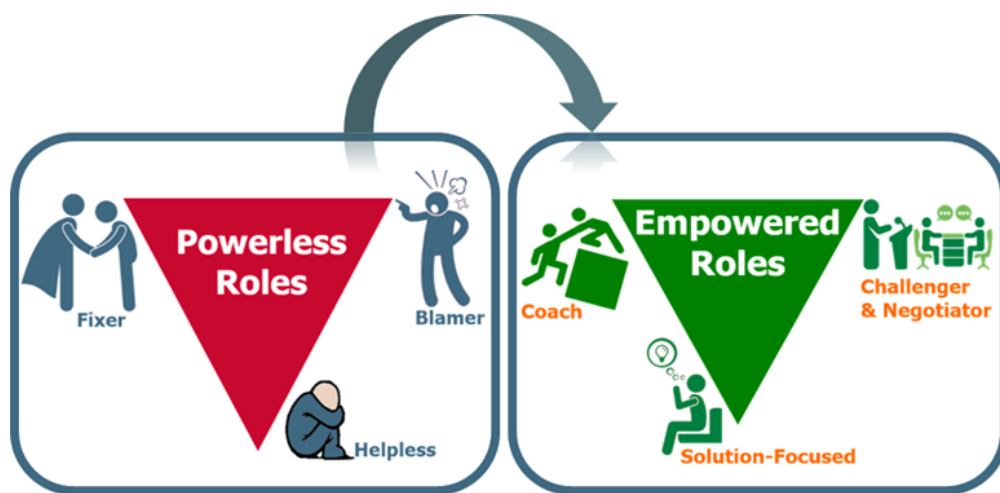 Powerless
Roles
Fixer
Blamer
Helpless
Empowered
Roles
Coach
Challenger
& Negotiator
Solution-Focused